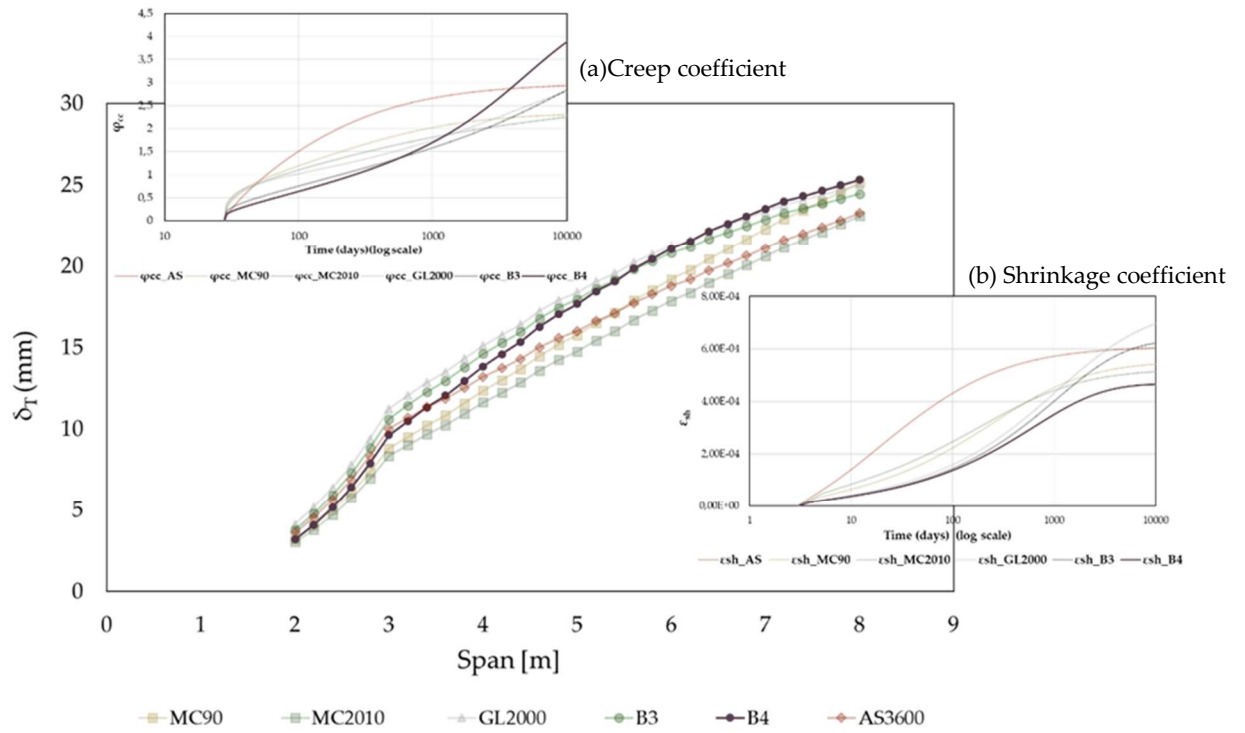 4,5
4
3,5
3
2,5
2
1,5
1
0,5
0
φcc
10 100 1000 10000
Time (days)(log scale)
φcc_AS φcc_MC90 φcc_MC2010 φcc_GL2000 φcc_B3 φcc_B4
(a)Creep coefficient
(b) Shrinkage coefficient
8,00E-04
6,00E-04
4,00E-04
2,00E-04
0,00E+00
εsh
1 10 100 1000 10000
Time (days) (log scale)
εsh_AS εsh_MC90 εsh_MC2010 εsh_GL2000 εsh_B3 εsh_B4
30
25
20
15
10
5
0
δT (mm)
0 1 2 3 4 5 6 7 8 9
Span [m]
MC90 MC2010 GL2000 B3 B4 AS3600